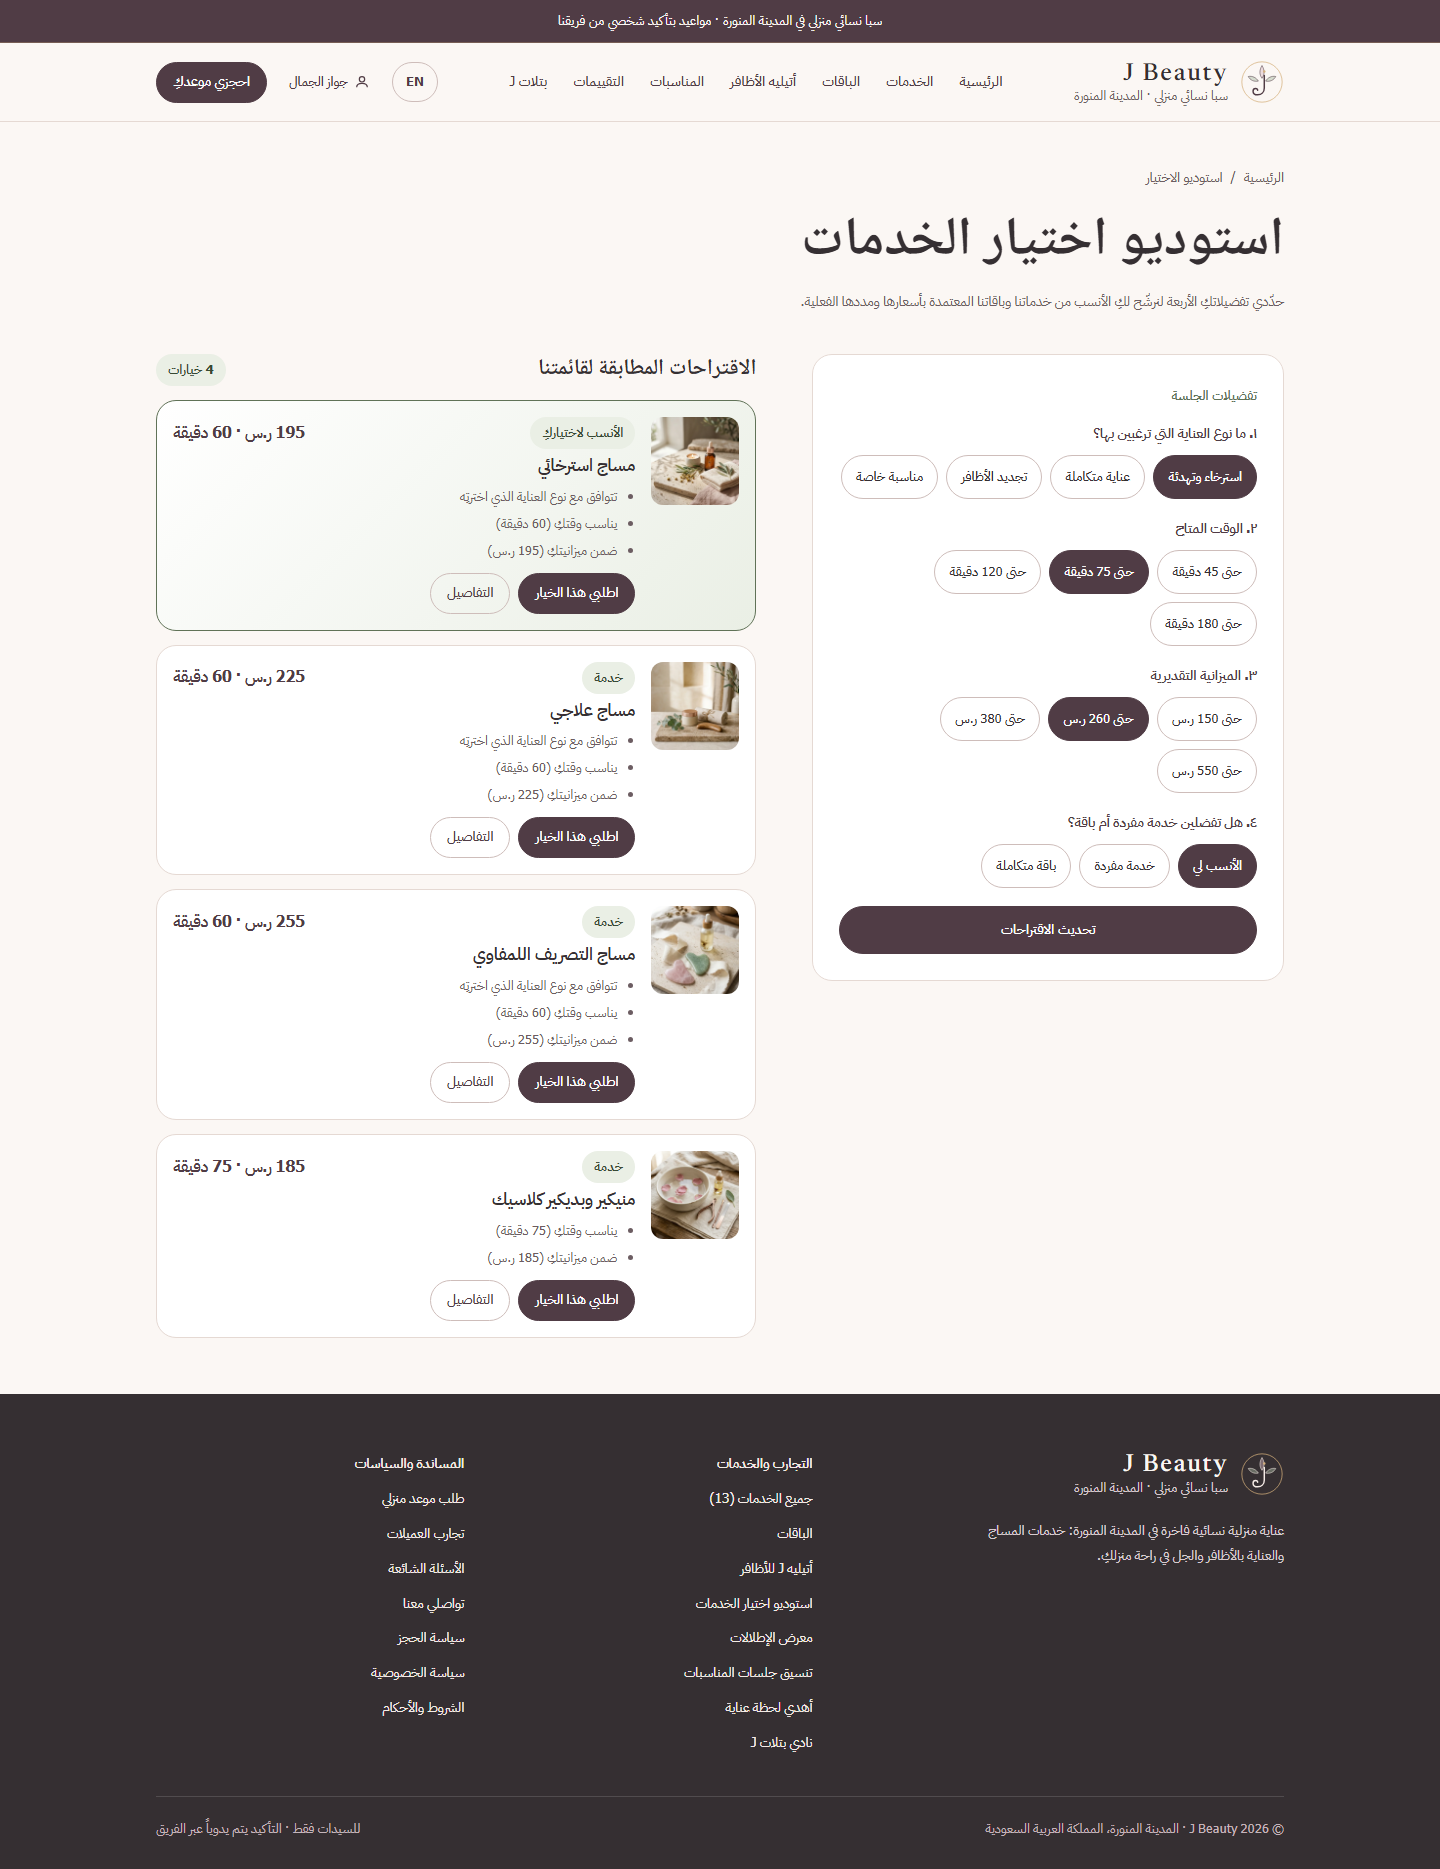 سبا نسائي منزلي في المدينة المنورة · مواعيد بتأكيد شخصي من فريقنا
J Beauty
سبا نسائي منزلي · المدينة المنورة
الرئيسية
الخدمات
الباقات
أتيليه الأظافر
المناسبات
التقييمات
بتلات J
EN
جواز الجمال
احجزي موعدكِ
الرئيسية / استوديو الاختيار
استوديو اختيار الخدمات
حدّدي تفضيلاتكِ الأربعة لنرشّح لكِ الأنسب من خدماتنا وباقاتنا المعتمدة بأسعارها ومددها الفعلية.
تفضيلات الجلسة
١. ما نوع العناية التي ترغبين بها؟
استرخاء وتهدئة
عناية متكاملة
تجديد الأظافر
مناسبة خاصة
٢. الوقت المتاح
حتى 45 دقيقة
حتى 75 دقيقة
حتى 120 دقيقة
حتى 180 دقيقة
٣. الميزانية التقديرية
حتى 150 ر.س
حتى 260 ر.س
حتى 380 ر.س
حتى 550 ر.س
٤. هل تفضلين خدمة مفردة أم باقة؟
الأنسب لي
خدمة مفردة
باقة متكاملة
تحديث الاقتراحات
الاقتراحات المطابقة لقائمتنا
4 خيارات
الأنسب لاختياركِ
195 ر.س · 60 دقيقة
مساج استرخائي
تتوافق مع نوع العناية الذي اخترتِه
يناسب وقتكِ (60 دقيقة)
ضمن ميزانيتكِ (195 ر.س)
اطلبي هذا الخيار
التفاصيل
خدمة
225 ر.س · 60 دقيقة
مساج علاجي
تتوافق مع نوع العناية الذي اخترتِه
يناسب وقتكِ (60 دقيقة)
ضمن ميزانيتكِ (225 ر.س)
اطلبي هذا الخيار
التفاصيل
خدمة
255 ر.س · 60 دقيقة
مساج التصريف اللمفاوي
تتوافق مع نوع العناية الذي اخترتِه
يناسب وقتكِ (60 دقيقة)
ضمن ميزانيتكِ (255 ر.س)
اطلبي هذا الخيار
التفاصيل
خدمة
185 ر.س · 75 دقيقة
منيكير وبديكير كلاسيك
يناسب وقتكِ (75 دقيقة)
ضمن ميزانيتكِ (185 ر.س)
اطلبي هذا الخيار
التفاصيل
J Beauty
سبا نسائي منزلي · المدينة المنورة
عناية منزلية نسائية فاخرة في المدينة المنورة: خدمات المساج
والعناية بالأظافر والجل في راحة منزلكِ.
التجارب والخدمات
جميع الخدمات (13)
الباقات
أتيليه J للأظافر
استوديو اختيار الخدمات
معرض الإطلالات
تنسيق جلسات المناسبات
أهدي لحظة عناية
نادي بتلات J
المساندة والسياسات
طلب موعد منزلي
تجارب العميلات
الأسئلة الشائعة
تواصلي معنا
سياسة الحجز
سياسة الخصوصية
الشروط والأحكام
© 2026 J Beauty · المدينة المنورة، المملكة العربية السعودية
للسيدات فقط · التأكيد يتم يدوياً عبر الفريق